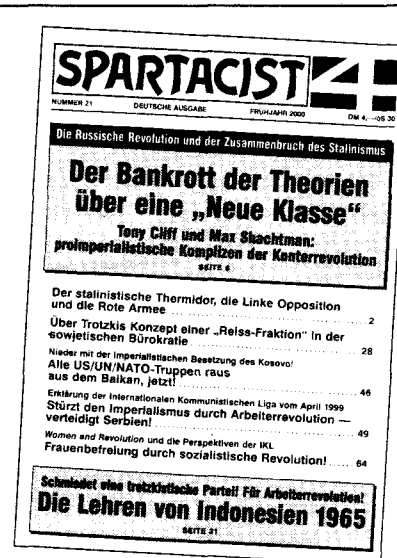 SPARTACIST
NUMMER 21 DEUTSCHE AUSGABE FRÜHJAHR 2000 DM 4,– /öS 30
Die Russische Revolution und der Zusammenbruch des Stalinismus
Der Bankrott der Theorien
über eine „Neue Klasse“
Tony Cliff und Max Shachtman:
proimperialistische Komplizen der Konterrevolution
SEITE 6
Der stalinistische Thermidor, die Linke Opposition
und die Rote Armee 2
Über Trotzkis Konzept einer „Reiss-Fraktion“ in der
sowjetischen Bürokratie 28
Nieder mit der imperialistischen Besetzung des Kosovo!
Alle US/UN/NATO-Truppen raus
aus dem Balkan, jetzt! 46
Erklärung der Internationalen Kommunistischen Liga vom April 1999
Stürzt den Imperialismus durch Arbeiterrevolution —
verteidigt Serbien! 49
Women and Revolution und die Perspektiven der IKL
Frauenbefreiung durch sozialistische Revolution! 64
Schmiedet eine trotzkistische Partei! Für Arbeiterrevolution!
Die Lehren von Indonesien 1965
SEITE 31